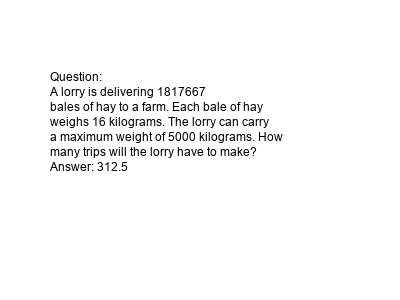 Question:
A lorry is delivering 1817667
bales of hay to a farm. Each bale of hay
weighs 16 kilograms. The lorry can carry
a maximum weight of 5000 kilograms. How
many trips will the lorry have to make?
Answer: 312.5